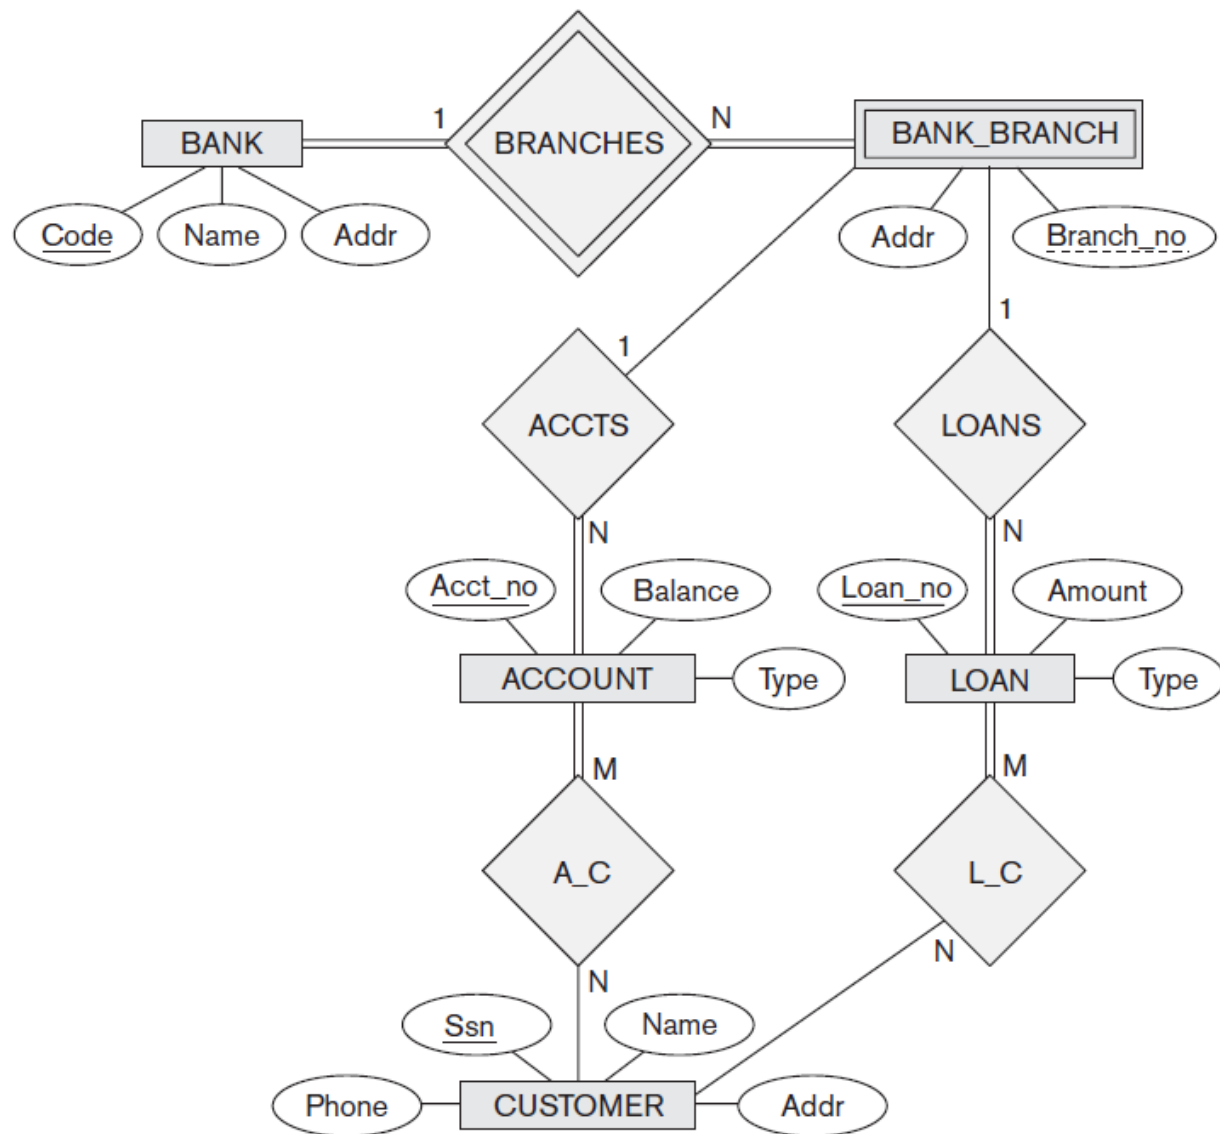 1
BRANCHES
N
BANK
BANK_BRANCH
Code
Name
Addr
Addr
Branch_no
1
1
ACCTS
LOANS
N
N
Acct_no
Balance
Loan_no
Amount
ACCOUNT
Type
LOAN
Type
M
M
A_C
L_C
N
N
Ssn
Name
Phone
CUSTOMER
Addr